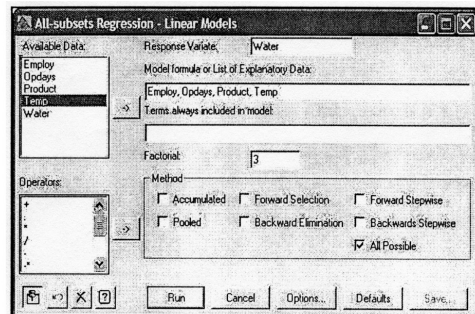 All-subsets Regression - Linear Models
Available Data:
Response Variate: Water
Employ
Opdays
Product
Temp
Water
Model formula or List of Explanatory Data:
Employ, Opdays, Product, Temp
Terms always included in model:
Factorial: 3
Operators:
+
.
*
/
Method
Accumulated Forward Selection Forward Stepwise
Pooled Backward Elimination Backwards Stepwise
All Possible
Run Cancel Options... Defaults Save...